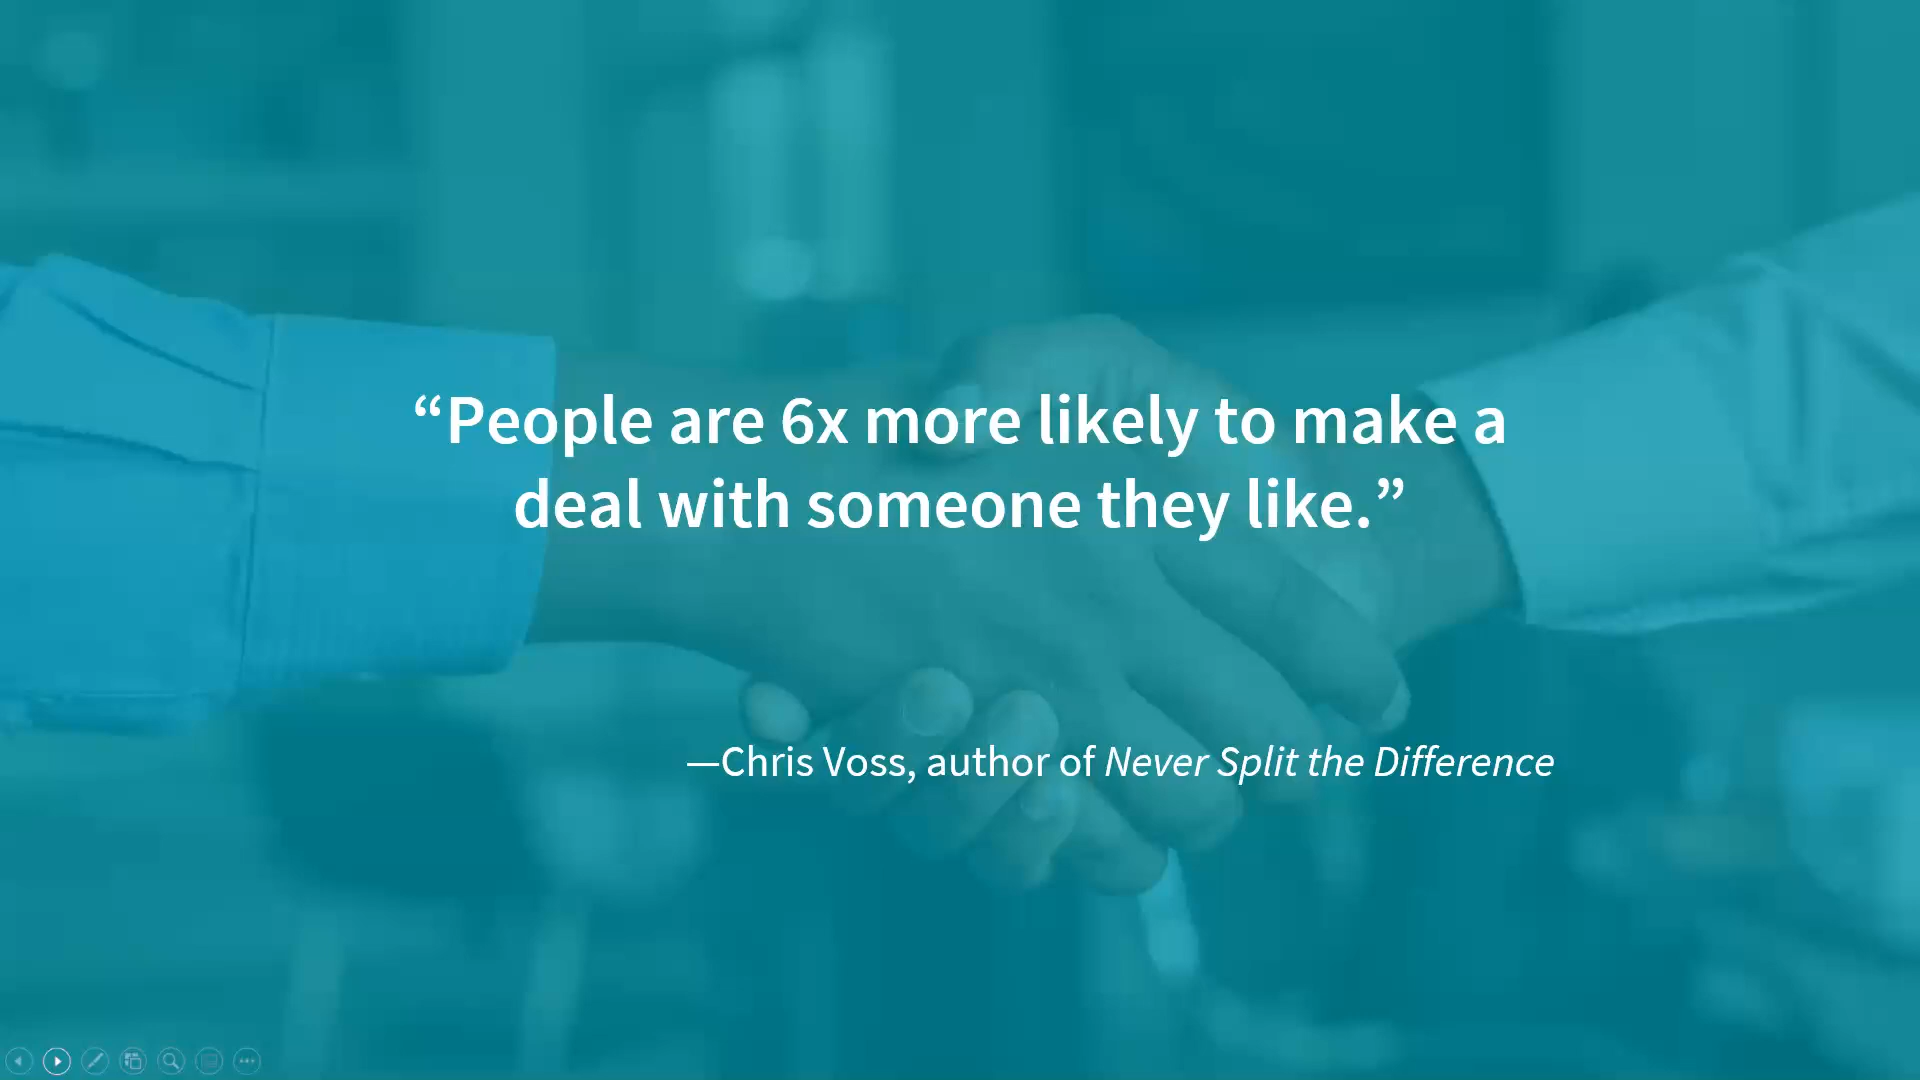 “People are 6x more likely to make a
deal with someone they like.”
—Chris Voss, author of Never Split the Difference